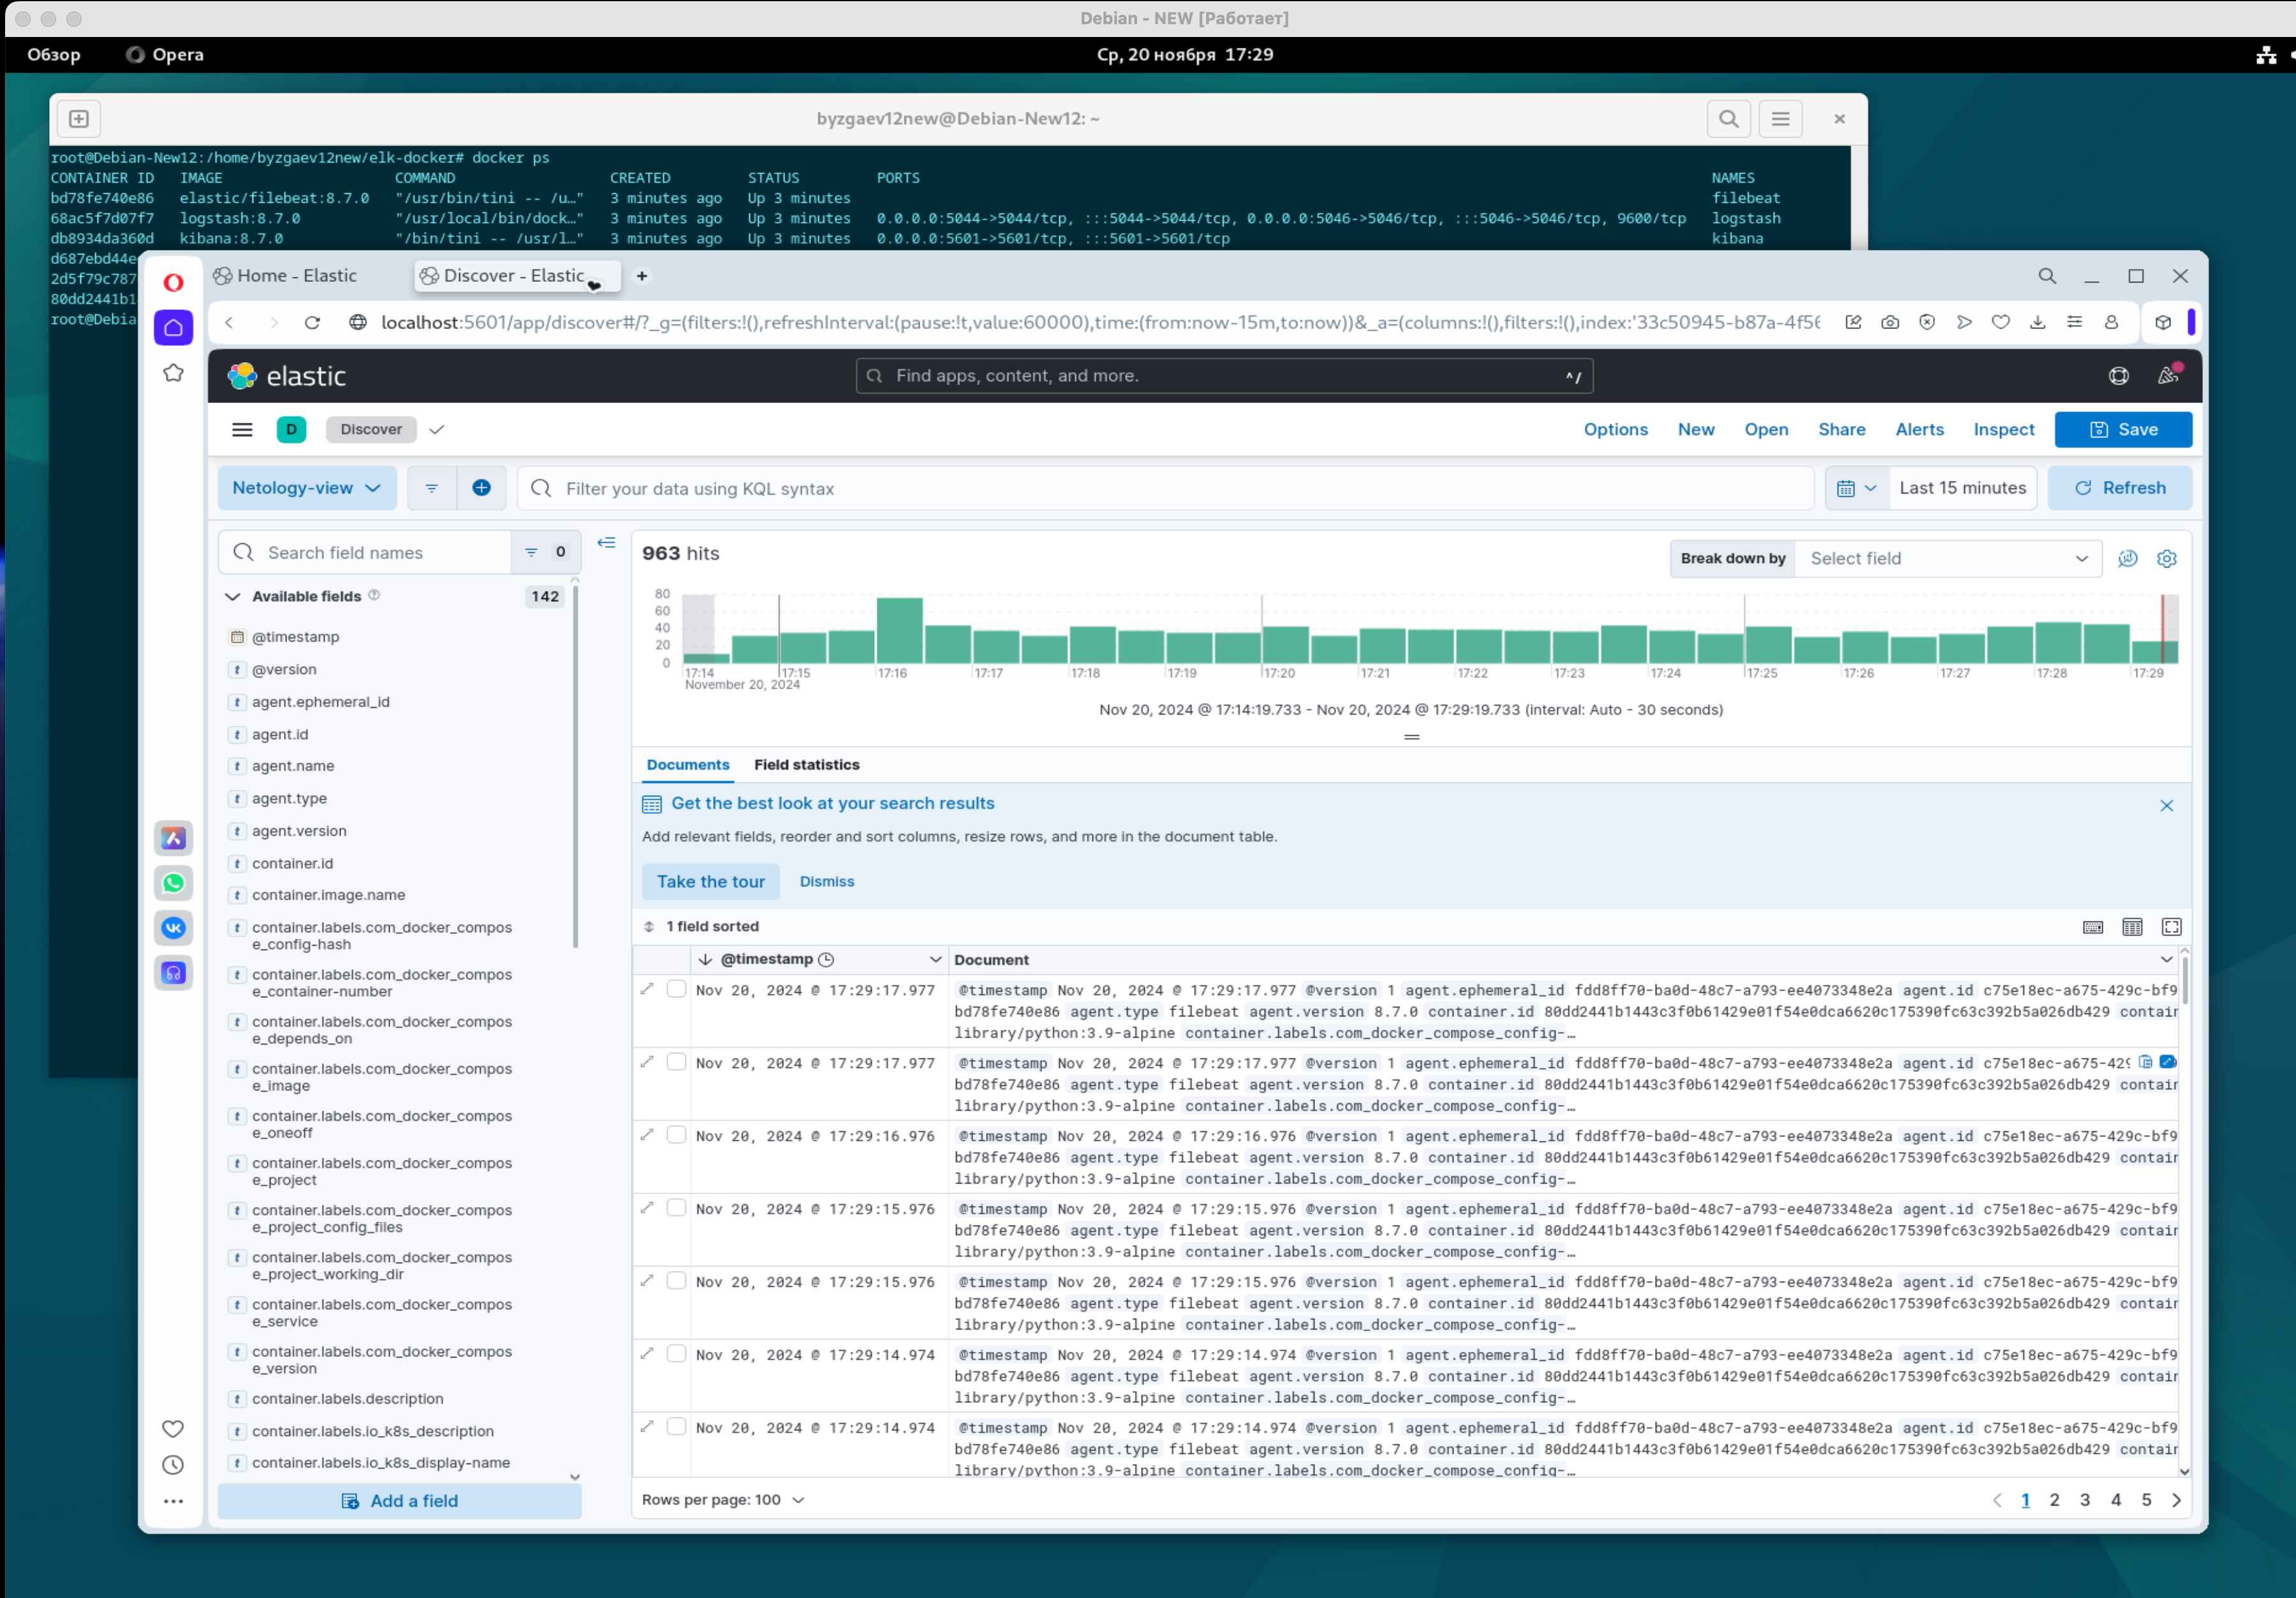 Debian - NEW [Работает]
Обзор Opera Ср, 20 ноября 17:29
byzgaev12new@Debian-New12: ~
root@Debian-New12:/home/byzgaev12new/elk-docker# docker ps
CONTAINER ID IMAGE COMMAND CREATED STATUS PORTS NAMES
bd78fe740e86 elastic/filebeat:8.7.0 "/usr/bin/tini -- /u…" 3 minutes ago Up 3 minutes filebeat
68ac5f7d07f7 logstash:8.7.0 "/usr/local/bin/dock…" 3 minutes ago Up 3 minutes 0.0.0.0:5044->5044/tcp, :::5044->5044/tcp, 0.0.0.0:5046->5046/tcp, :::5046->5046/tcp, 9600/tcp logstash
db8934da360d kibana:8.7.0 "/bin/tini -- /usr/l…" 3 minutes ago Up 3 minutes 0.0.0.0:5601->5601/tcp, :::5601->5601/tcp kibana
d687ebd44e
2d5f79c787
80dd2441b1
root@Debia
Home - Elastic Discover - Elastic
localhost:5601/app/discover#/?_g=(filters:!(),refreshInterval:(pause:!t,value:60000),time:(from:now-15m,to:now))&_a=(columns:!(),filters:!(),index:'33c50945-b87a-4f56
elastic Find apps, content, and more. ^/
D Discover Options New Open Share Alerts Inspect Save
Netology-view Filter your data using KQL syntax Last 15 minutes Refresh
Search field names 0
Available fields 142
@timestamp
@version
agent.ephemeral_id
agent.id
agent.name
agent.type
agent.version
container.id
container.image.name
container.labels.com_docker_compos
e_config-hash
container.labels.com_docker_compos
e_container-number
container.labels.com_docker_compos
e_depends_on
container.labels.com_docker_compos
e_image
container.labels.com_docker_compos
e_oneoff
container.labels.com_docker_compos
e_project
container.labels.com_docker_compos
e_project_config_files
container.labels.com_docker_compos
e_project_working_dir
container.labels.com_docker_compos
e_service
container.labels.com_docker_compos
e_version
container.labels.description
container.labels.io_k8s_description
container.labels.io_k8s_display-name
Add a field
963 hits
Break down by Select field
80
60
40
20
0
17:14 17:15 17:16 17:17 17:18 17:19 17:20 17:21 17:22 17:23 17:24 17:25 17:26 17:27 17:28 17:29
November 20, 2024
Nov 20, 2024 @ 17:14:19.733 - Nov 20, 2024 @ 17:29:19.733 (interval: Auto - 30 seconds)
Documents Field statistics
Get the best look at your search results
Add relevant fields, reorder and sort columns, resize rows, and more in the document table.
Take the tour Dismiss
1 field sorted
@timestamp Document
Nov 20, 2024 @ 17:29:17.977 @timestamp Nov 20, 2024 @ 17:29:17.977 @version 1 agent.ephemeral_id fdd8ff70-ba0d-48c7-a793-ee4073348e2a agent.id c75e18ec-a675-429c-bf9
bd78fe740e86 agent.type filebeat agent.version 8.7.0 container.id 80dd2441b1443c3f0b61429e01f54e0dca6620c175390fc63c392b5a026db429 contain
library/python:3.9-alpine container.labels.com_docker_compose_config-…
Nov 20, 2024 @ 17:29:17.977 @timestamp Nov 20, 2024 @ 17:29:17.977 @version 1 agent.ephemeral_id fdd8ff70-ba0d-48c7-a793-ee4073348e2a agent.id c75e18ec-a675-429
bd78fe740e86 agent.type filebeat agent.version 8.7.0 container.id 80dd2441b1443c3f0b61429e01f54e0dca6620c175390fc63c392b5a026db429 contain
library/python:3.9-alpine container.labels.com_docker_compose_config-…
Nov 20, 2024 @ 17:29:16.976 @timestamp Nov 20, 2024 @ 17:29:16.976 @version 1 agent.ephemeral_id fdd8ff70-ba0d-48c7-a793-ee4073348e2a agent.id c75e18ec-a675-429c-bf9
bd78fe740e86 agent.type filebeat agent.version 8.7.0 container.id 80dd2441b1443c3f0b61429e01f54e0dca6620c175390fc63c392b5a026db429 contain
library/python:3.9-alpine container.labels.com_docker_compose_config-…
Nov 20, 2024 @ 17:29:15.976 @timestamp Nov 20, 2024 @ 17:29:15.976 @version 1 agent.ephemeral_id fdd8ff70-ba0d-48c7-a793-ee4073348e2a agent.id c75e18ec-a675-429c-bf9
bd78fe740e86 agent.type filebeat agent.version 8.7.0 container.id 80dd2441b1443c3f0b61429e01f54e0dca6620c175390fc63c392b5a026db429 contain
library/python:3.9-alpine container.labels.com_docker_compose_config-…
Nov 20, 2024 @ 17:29:15.976 @timestamp Nov 20, 2024 @ 17:29:15.976 @version 1 agent.ephemeral_id fdd8ff70-ba0d-48c7-a793-ee4073348e2a agent.id c75e18ec-a675-429c-bf9
bd78fe740e86 agent.type filebeat agent.version 8.7.0 container.id 80dd2441b1443c3f0b61429e01f54e0dca6620c175390fc63c392b5a026db429 contain
library/python:3.9-alpine container.labels.com_docker_compose_config-…
Nov 20, 2024 @ 17:29:14.974 @timestamp Nov 20, 2024 @ 17:29:14.974 @version 1 agent.ephemeral_id fdd8ff70-ba0d-48c7-a793-ee4073348e2a agent.id c75e18ec-a675-429c-bf9
bd78fe740e86 agent.type filebeat agent.version 8.7.0 container.id 80dd2441b1443c3f0b61429e01f54e0dca6620c175390fc63c392b5a026db429 contain
library/python:3.9-alpine container.labels.com_docker_compose_config-…
Nov 20, 2024 @ 17:29:14.974 @timestamp Nov 20, 2024 @ 17:29:14.974 @version 1 agent.ephemeral_id fdd8ff70-ba0d-48c7-a793-ee4073348e2a agent.id c75e18ec-a675-429c-bf9
bd78fe740e86 agent.type filebeat agent.version 8.7.0 container.id 80dd2441b1443c3f0b61429e01f54e0dca6620c175390fc63c392b5a026db429 contain
library/python:3.9-alpine container.labels.com_docker_compose_config-…
Rows per page: 100 1 2 3 4 5